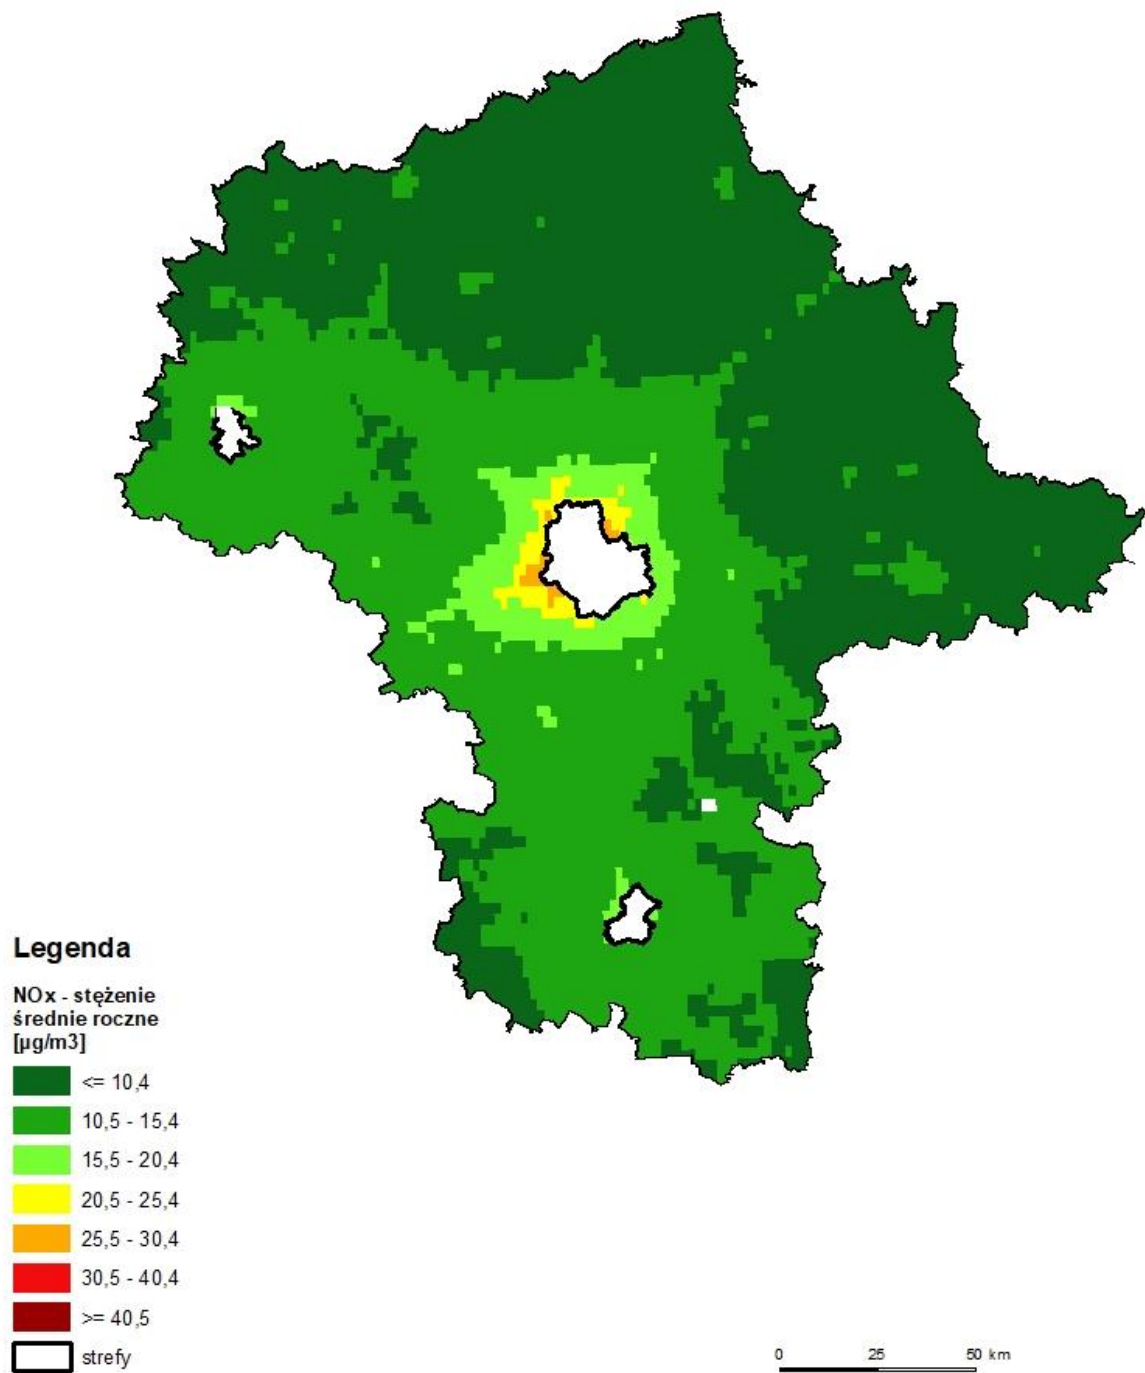 Legenda
NOx - stężenie
średnie roczne
[µg/m3]
<= 10,4
10,5 - 15,4
15,5 - 20,4
20,5 - 25,4
25,5 - 30,4
30,5 - 40,4
>= 40,5
strefy
0 25 50 km